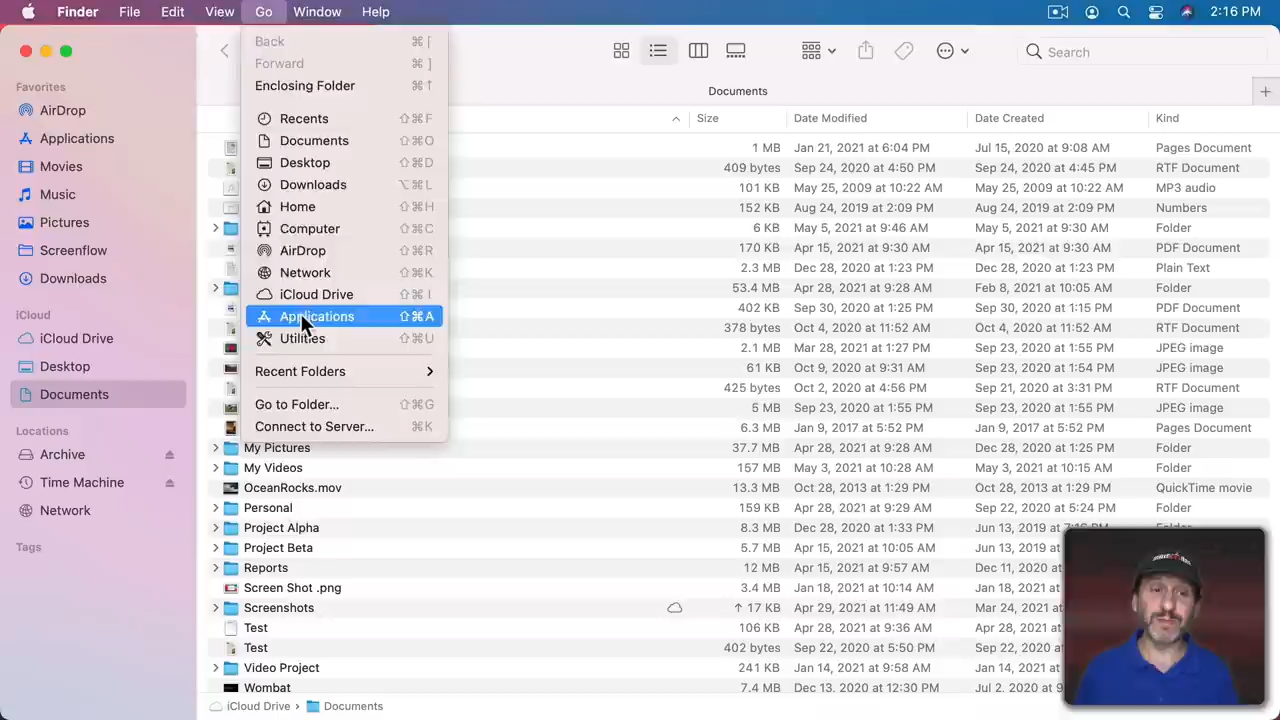 Finder File Edit View Go Window Help 2:16 PM
Back ⌘[
Forward ⌘]
Enclosing Folder ⌘↑
Recents ⇧⌘F
Documents ⇧⌘O
Desktop ⇧⌘D
Downloads ⌥⌘L
Home ⇧⌘H
Computer ⇧⌘C
AirDrop ⇧⌘R
Network ⇧⌘K
iCloud Drive ⇧⌘I
Applications ⇧⌘A
Utilities ⇧⌘U
Recent Folders
Go to Folder... ⇧⌘G
Connect to Server... ⌘K
Favorites
AirDrop
Applications
Movies
Music
Pictures
Screenflow
Downloads
iCloud
iCloud Drive
Desktop
Documents
Locations
Archive
Time Machine
Network
Tags
Search
Documents
Size Date Modified Date Created Kind
1 MB Jan 21, 2021 at 6:04 PM Jul 15, 2020 at 9:08 AM Pages Document
409 bytes Sep 24, 2020 at 4:50 PM Sep 24, 2020 at 4:45 PM RTF Document
101 KB May 25, 2009 at 10:22 AM May 25, 2009 at 10:22 AM MP3 audio
152 KB Aug 24, 2019 at 2:09 PM Aug 24, 2019 at 2:09 PM Numbers
6 KB May 5, 2021 at 9:46 AM May 5, 2021 at 9:30 AM Folder
170 KB Apr 15, 2021 at 9:30 AM Apr 15, 2021 at 9:30 AM PDF Document
2.3 MB Dec 28, 2020 at 1:23 PM Dec 28, 2020 at 1:23 PM Plain Text
53.4 MB Apr 28, 2021 at 9:28 AM Feb 8, 2021 at 10:05 AM Folder
402 KB Sep 30, 2020 at 1:25 PM Sep 30, 2020 at 1:15 PM PDF Document
378 bytes Oct 4, 2020 at 11:52 AM Oct 4, 2020 at 11:52 AM RTF Document
2.1 MB Mar 28, 2021 at 1:27 PM Sep 23, 2020 at 1:55 PM JPEG image
61 KB Oct 9, 2020 at 9:31 AM Sep 23, 2020 at 1:54 PM JPEG image
425 bytes Oct 2, 2020 at 4:56 PM Sep 21, 2020 at 3:31 PM RTF Document
5 MB Sep 23, 2020 at 1:55 PM Sep 23, 2020 at 1:55 PM JPEG image
6.3 MB Jan 9, 2017 at 5:52 PM Jan 9, 2017 at 5:52 PM Pages Document
My Pictures 37.7 MB Apr 28, 2021 at 9:28 AM Dec 28, 2020 at 1:25 PM Folder
My Videos 157 MB May 3, 2021 at 10:28 AM May 3, 2021 at 10:15 AM Folder
OceanRocks.mov 13.3 MB Oct 28, 2013 at 1:29 PM Oct 28, 2013 at 1:29 PM QuickTime movie
Personal 159 KB Apr 28, 2021 at 9:29 AM Sep 22, 2020 at 5:24 PM Folder
Project Alpha 8.3 MB Dec 28, 2020 at 1:33 PM Jun 13, 2019 at
Project Beta 5.7 MB Apr 15, 2021 at 10:05 AM Jun 13, 2019 at
Reports 12 MB Apr 15, 2021 at 9:57 AM Dec 11, 2020 at
Screen Shot .png 3.4 MB Jan 18, 2021 at 10:14 AM Jan 18, 2021 at
Screenshots ↑ 17 KB Apr 29, 2021 at 11:49 AM Mar 24, 2021 at
Test 106 KB Apr 28, 2021 at 9:36 AM Apr 28, 2021 at
Test 402 bytes Sep 22, 2020 at 5:50 PM Sep 22, 2020 at
Video Project 241 KB Jan 14, 2021 at 9:58 AM Jan 14, 2021 at
Wombat 7.4 MB Dec 13, 2020 at 12:30 PM Jul 2, 2020 at 9
iCloud Drive › Documents